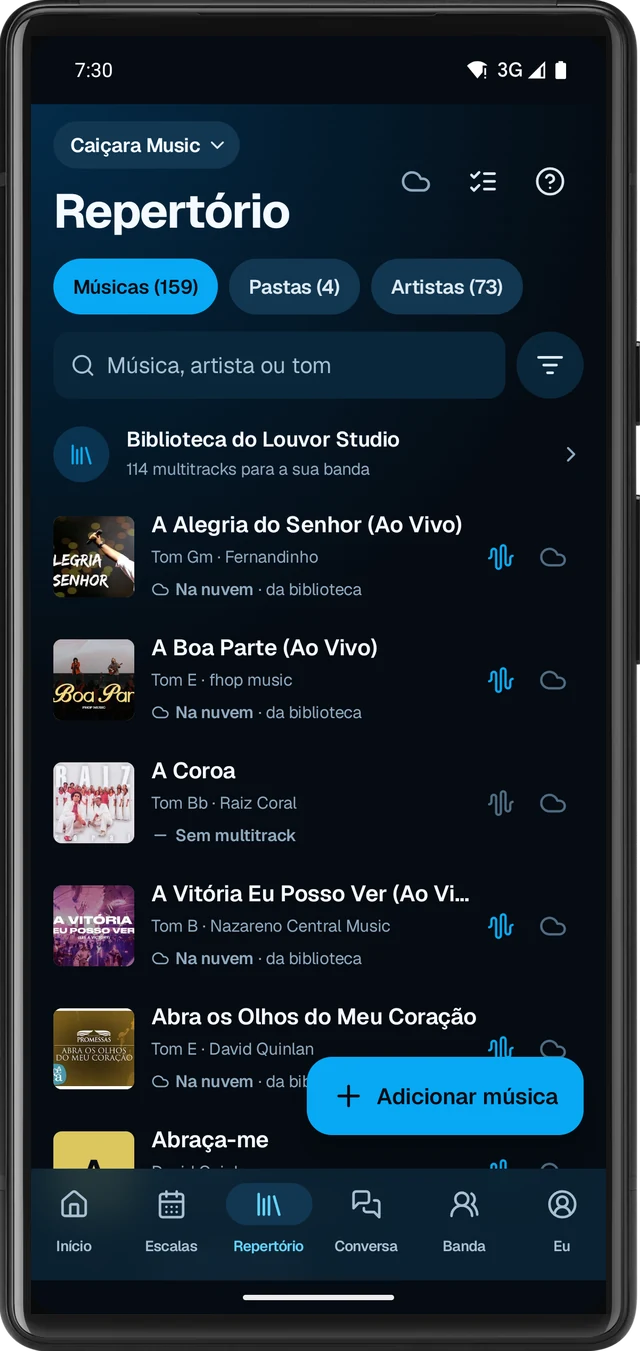 7:30
3G
Caiçara Music
Repertório
Músicas (159)
Pastas (4)
Artistas (73)
Música, artista ou tom
Biblioteca do Louvor Studio
114 multitracks para a sua banda
LEGRIA
SENHOR
A Alegria do Senhor (Ao Vivo)
Tom Gm · Fernandinho
Na nuvem · da biblioteca
Boa Par
FHOP MUSIC
A Boa Parte (Ao Vivo)
Tom E · fhop music
Na nuvem · da biblioteca
RAIZ
A Coroa
Tom Bb · Raiz Coral
Sem multitrack
A VITÓRIA
EU POSSO VER
A Vitória Eu Posso Ver (Ao Vi...
Tom B · Nazareno Central Music
Na nuvem · da biblioteca
PROMESSAS
ABRA OS OLHOS
DO MEU CORAÇÃO
Abra os Olhos do Meu Coração
Tom E · David Quinlan
Na nuvem · da bib
Adicionar música
A
Abraça-me
Início
Escalas
Repertório
Conversa
Banda
Eu